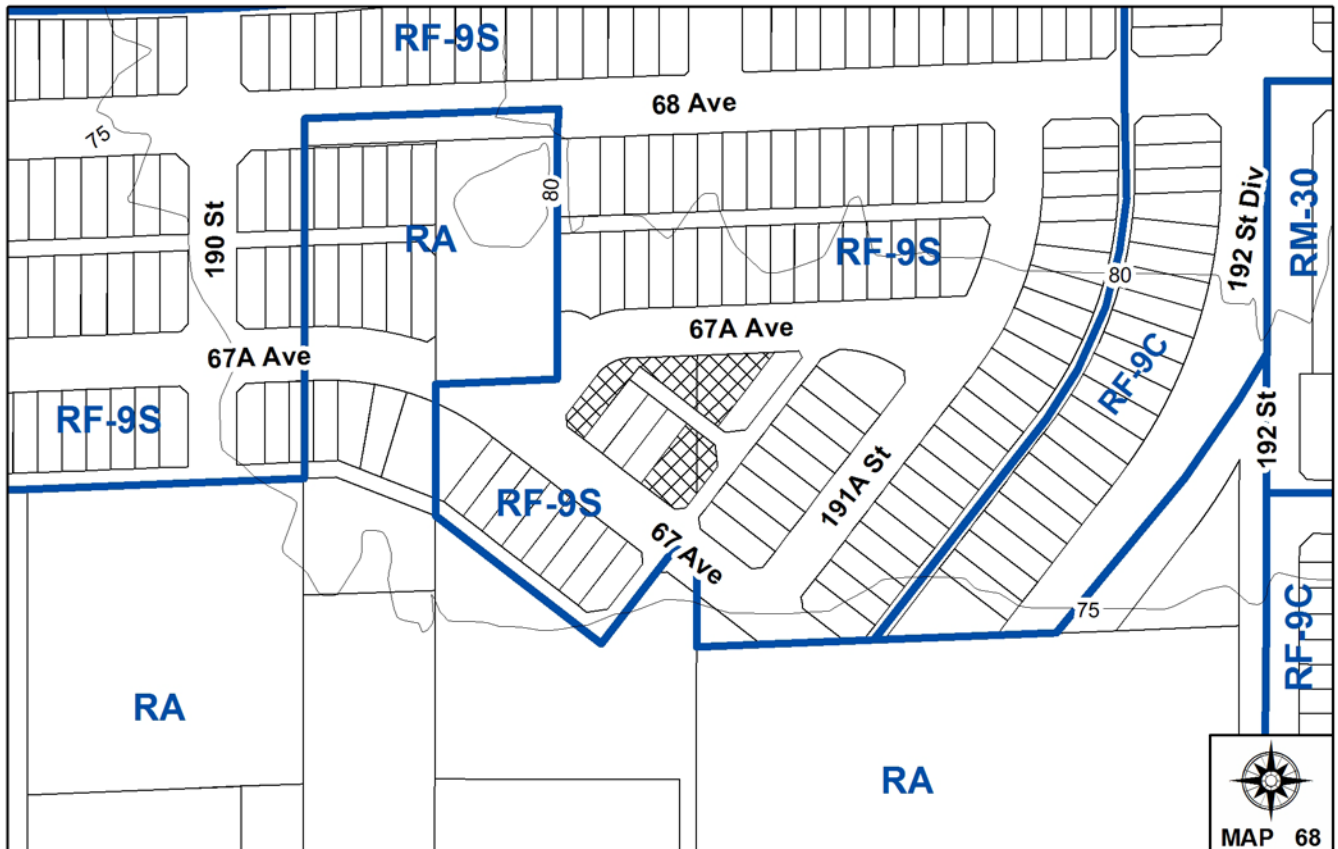 RF-9S
68 Ave
75
190 St
RA
80
RF-9S
192 St Div
RM-30
80
67A Ave
67A Ave
RF-9C
RF-9S
192 St
RF-9S
191A St
67 Ave
75
RF-9C
RA
RA
MAP 68